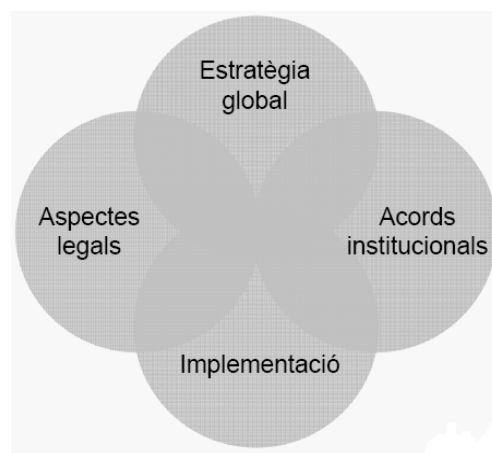 Estratègia
global
Aspectes
legals
Acords
institucionals
Implementació